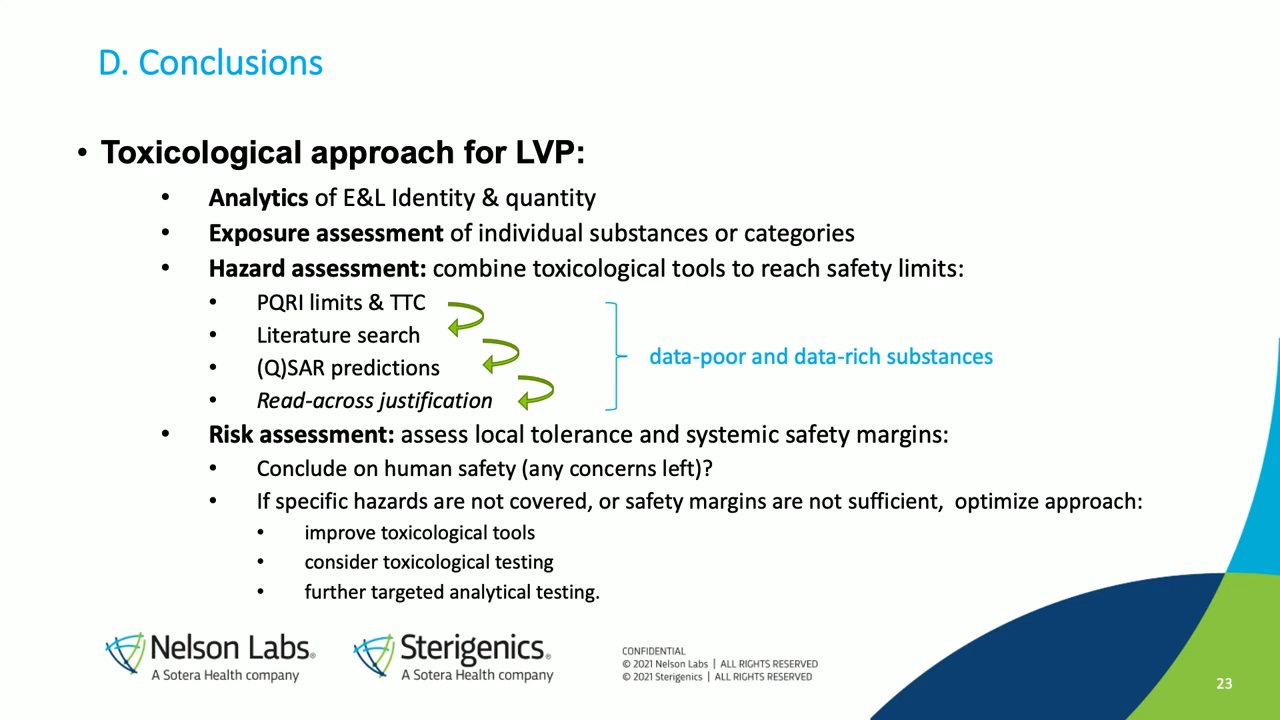 D. Conclusions
• Toxicological approach for LVP:
• Analytics of E&L Identity & quantity
• Exposure assessment of individual substances or categories
• Hazard assessment: combine toxicological tools to reach safety limits:
• PQRI limits & TTC
• Literature search
• (Q)SAR predictions
• Read-across justification
data-poor and data-rich substances
• Risk assessment: assess local tolerance and systemic safety margins:
• Conclude on human safety (any concerns left)?
• If specific hazards are not covered, or safety margins are not sufficient, optimize approach:
• improve toxicological tools
• consider toxicological testing
• further targeted analytical testing.
Nelson Labs®
A Sotera Health company
Sterigenics®
A Sotera Health company
CONFIDENTIAL
© 2021 Nelson Labs | ALL RIGHTS RESERVED
© 2021 Sterigenics | ALL RIGHTS RESERVED
23